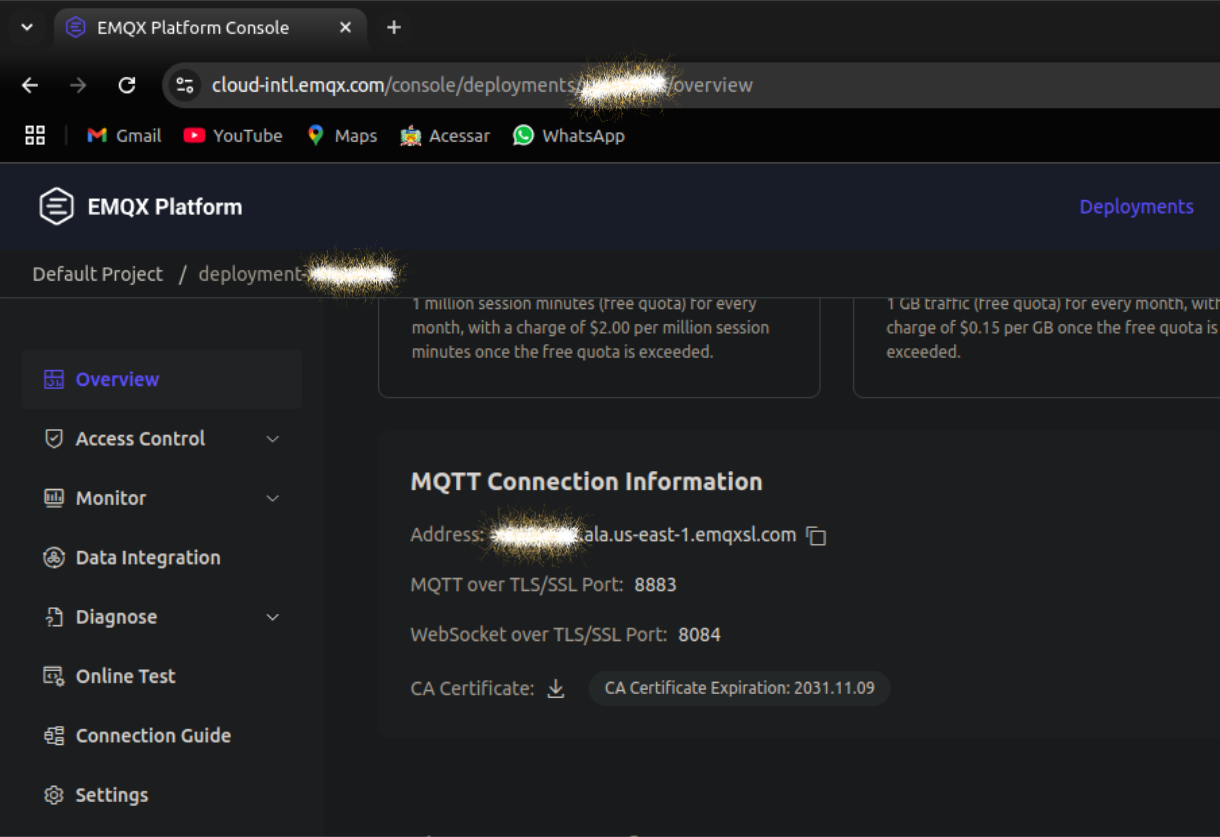 EMQX Platform Console
cloud-intl.emqx.com/console/deployments/ /overview
Gmail YouTube Maps Acessar WhatsApp
EMQX Platform
Deployments
Default Project / deployment-
1 million session minutes (free quota) for every
month, with a charge of $2.00 per million session
minutes once the free quota is exceeded.
1 GB traffic (free quota) for every month, with
charge of $0.15 per GB once the free quota is
exceeded.
Overview
Access Control
Monitor
Data Integration
Diagnose
Online Test
Connection Guide
Settings
MQTT Connection Information
Address: .ala.us-east-1.emqxsl.com
MQTT over TLS/SSL Port: 8883
WebSocket over TLS/SSL Port: 8084
CA Certificate: CA Certificate Expiration: 2031.11.09